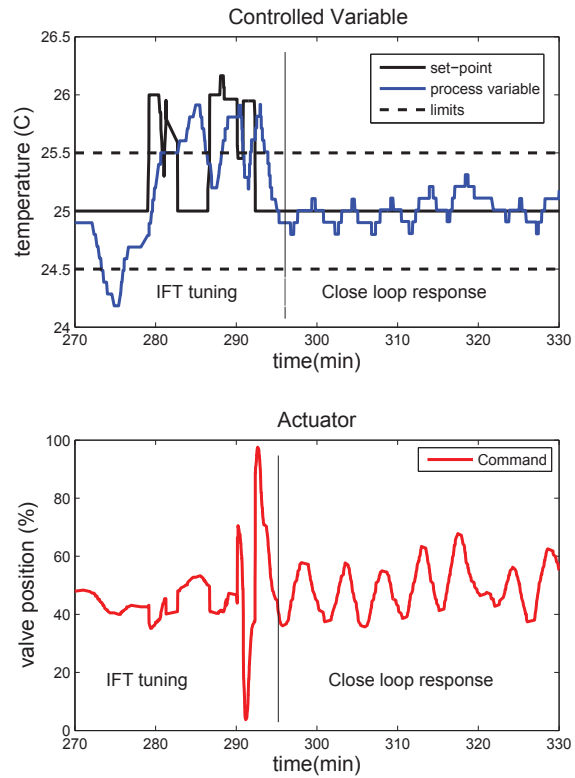 Controlled Variable
26.5
26
25.5
25
24.5
24
temperature (C)
set-point
process variable
limits
IFT tuning
Close loop response
270 280 290 300 310 320 330
time(min)
Actuator
100
80
60
40
20
0
valve position (%)
Command
IFT tuning
Close loop response
270 280 290 300 310 320 330
time(min)